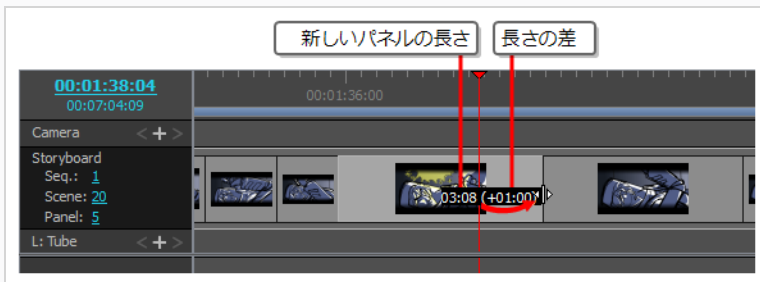 新しいパネルの長さ
長さの差
00:01:38:04
00:07:04:09
00:01:36:00
Camera < + >
Storyboard
Seq.: 1
Scene: 20
Panel: 5
03:08 (+01:00)
L: Tube < + >